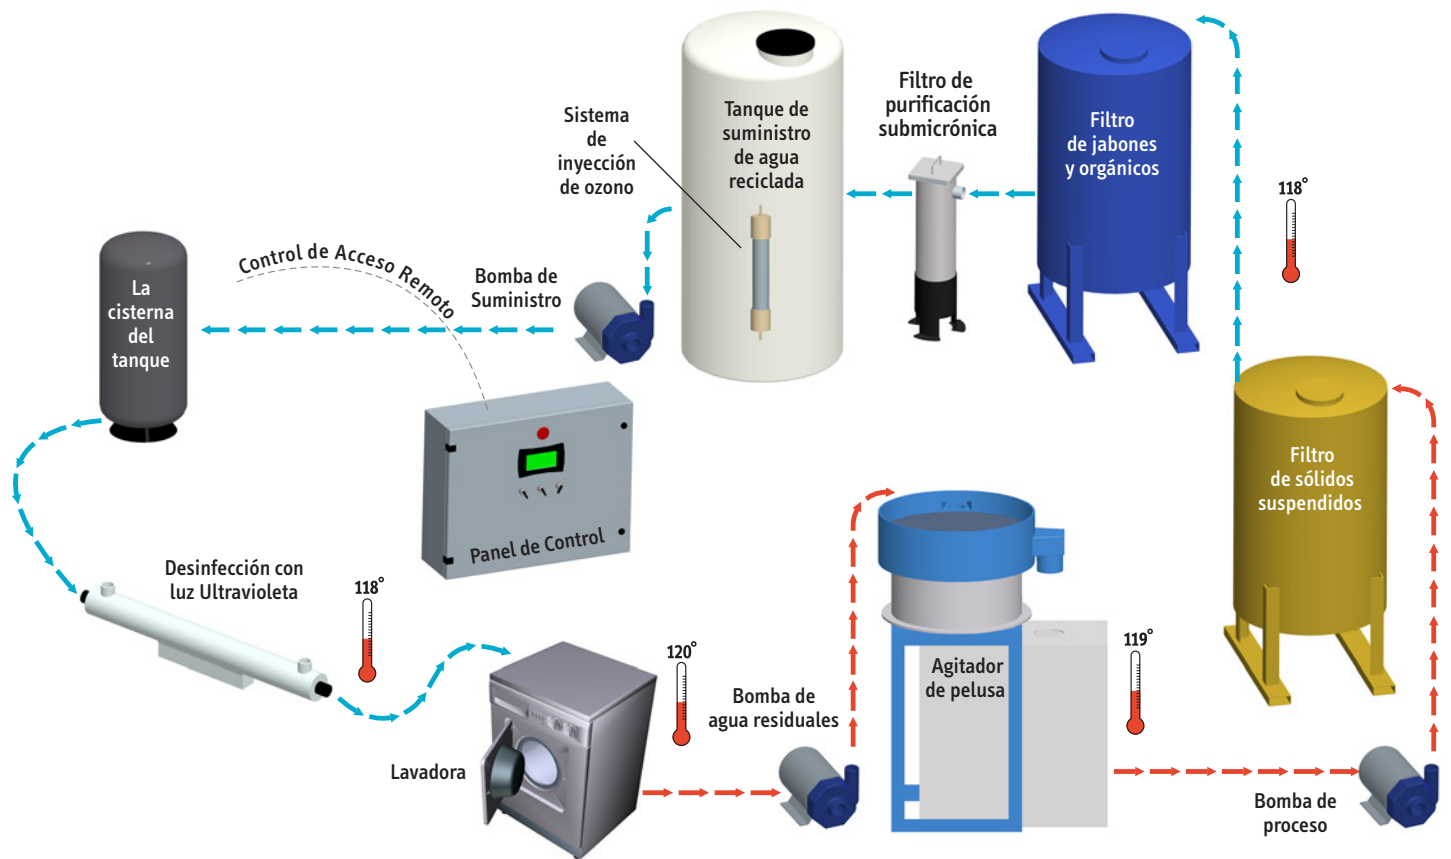 Filtro de
purificación
submicrónica
Tanque de
suministro
de agua
reciclada
Filtro
de jabones
y orgánicos
Sistema
de
inyección
de ozono
118°
Control de Acceso Remoto
Bomba de
Suministro
La
cisterna
del
tanque
Filtro
de sólidos
suspendidos
Panel de Control
Desinfección con
luz Ultravioleta
118°
120°
119°
Agitador
de pelusa
Bomba de
agua residuales
Lavadora
Bomba de
proceso